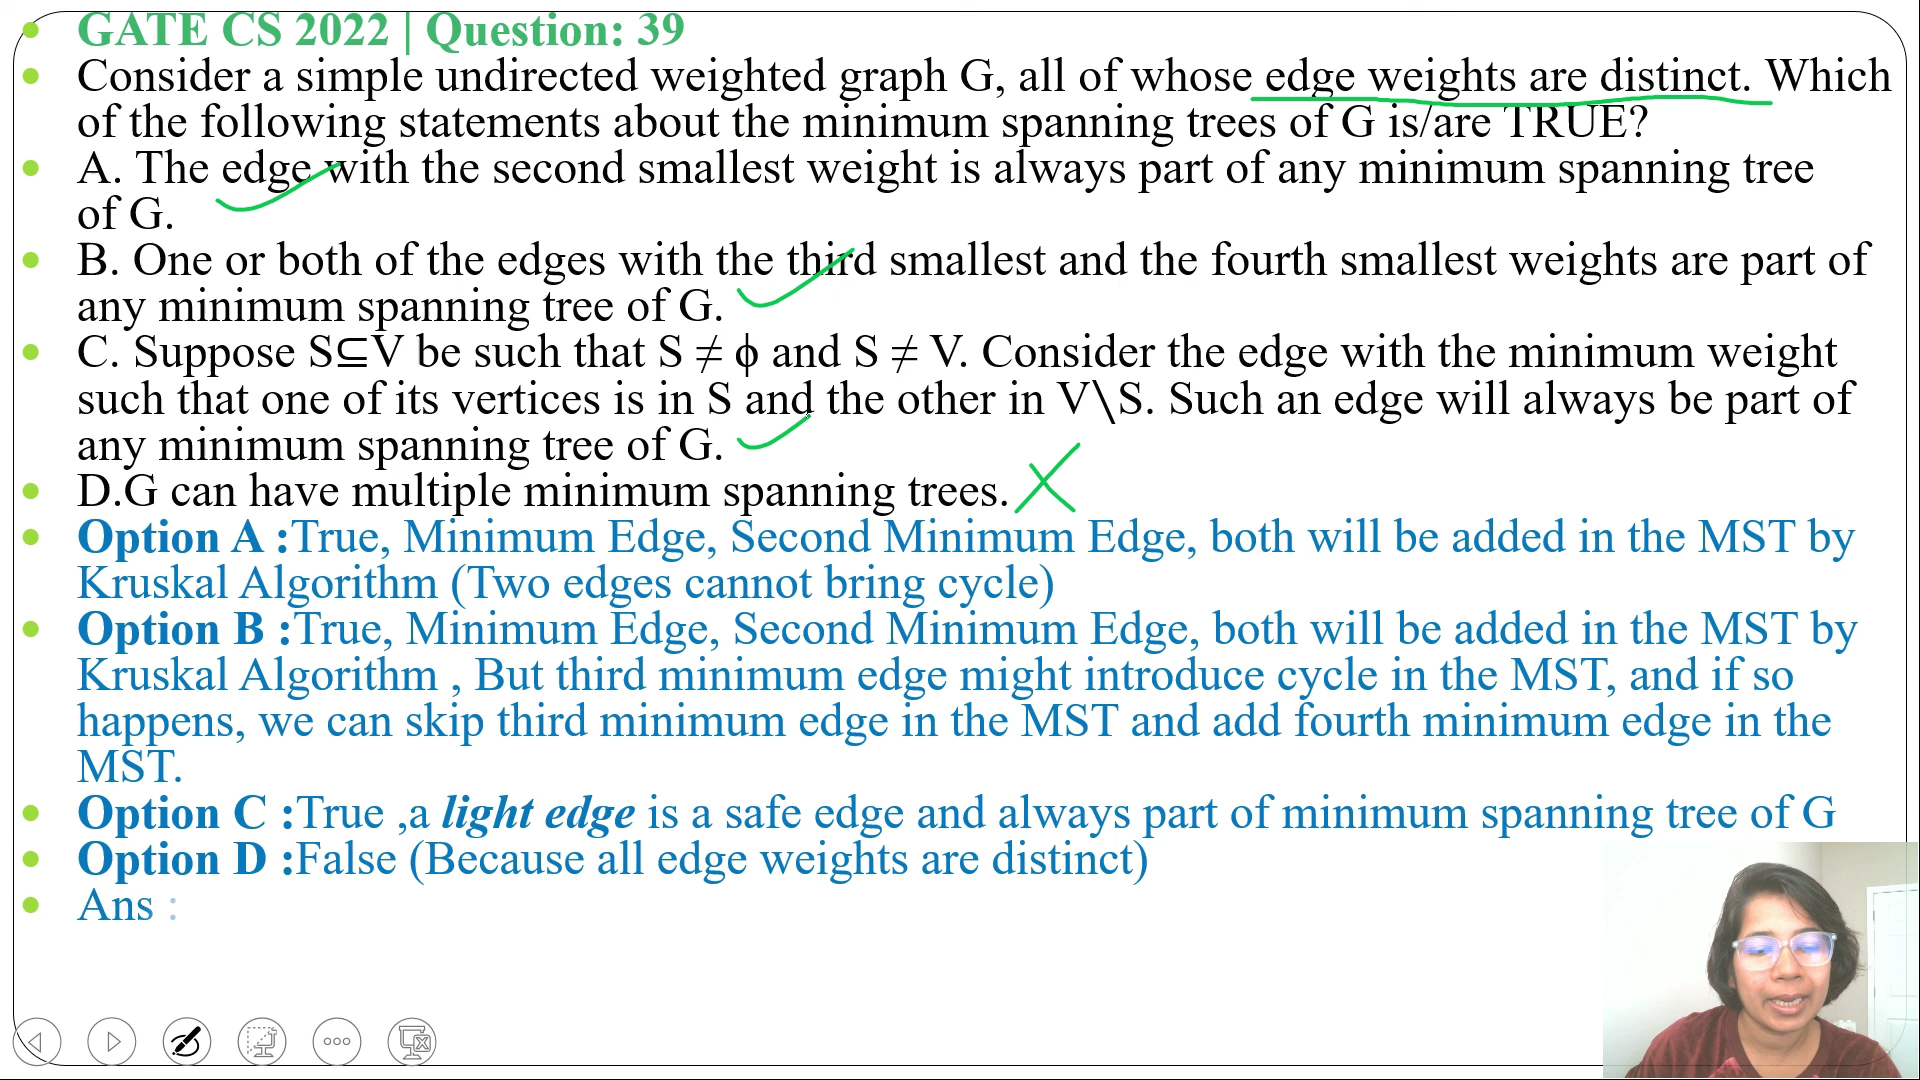 GATE CS 2022 | Question: 39
Consider a simple undirected weighted graph G, all of whose edge weights are distinct. Which
of the following statements about the minimum spanning trees of G is/are TRUE?
A. The edge with the second smallest weight is always part of any minimum spanning tree
of G.
B. One or both of the edges with the third smallest and the fourth smallest weights are part of
any minimum spanning tree of G.
C. Suppose S⊆V be such that S ≠ ϕ and S ≠ V. Consider the edge with the minimum weight
such that one of its vertices is in S and the other in V\S. Such an edge will always be part of
any minimum spanning tree of G.
D.G can have multiple minimum spanning trees.
Option A :True, Minimum Edge, Second Minimum Edge, both will be added in the MST by
Kruskal Algorithm (Two edges cannot bring cycle)
Option B :True, Minimum Edge, Second Minimum Edge, both will be added in the MST by
Kruskal Algorithm , But third minimum edge might introduce cycle in the MST, and if so
happens, we can skip third minimum edge in the MST and add fourth minimum edge in the
MST.
Option C :True ,a light edge is a safe edge and always part of minimum spanning tree of G
Option D :False (Because all edge weights are distinct)
Ans :